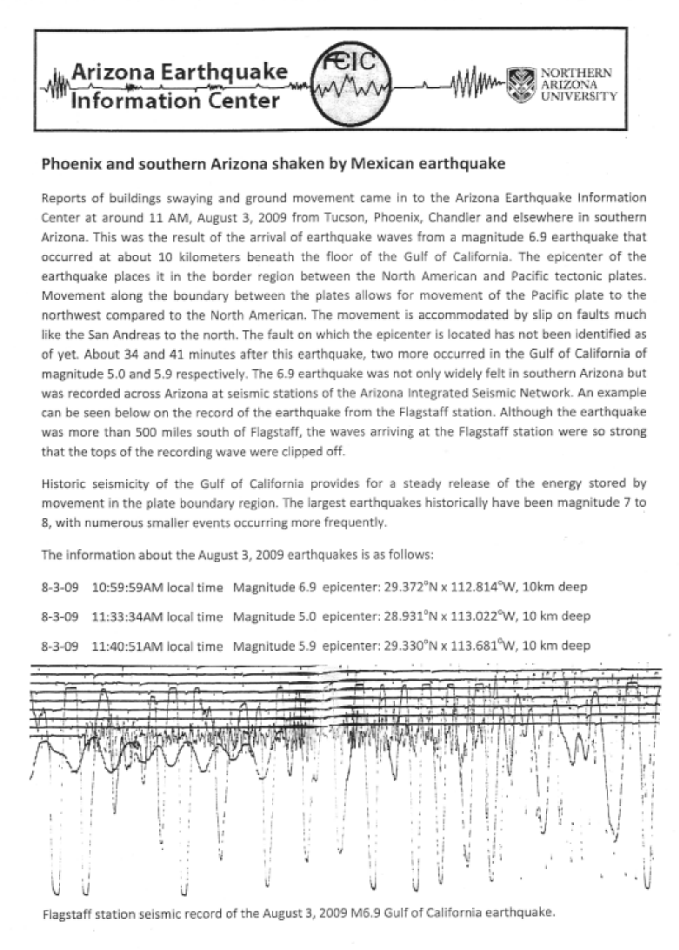 Arizona Earthquake
Information Center
ÆIC
NORTHERN
ARIZONA
UNIVERSITY
Phoenix and southern Arizona shaken by Mexican earthquake
Reports of buildings swaying and ground movement came in to the Arizona Earthquake Information
Center at around 11 AM, August 3, 2009 from Tucson, Phoenix, Chandler and elsewhere in southern
Arizona. This was the result of the arrival of earthquake waves from a magnitude 6.9 earthquake that
occurred at about 10 kilometers beneath the floor of the Gulf of California. The epicenter of the
earthquake places it in the border region between the North American and Pacific tectonic plates.
Movement along the boundary between the plates allows for movement of the Pacific plate to the
northwest compared to the North American. The movement is accommodated by slip on faults much
like the San Andreas to the north. The fault on which the epicenter is located has not been identified as
of yet. About 34 and 41 minutes after this earthquake, two more occurred in the Gulf of California of
magnitude 5.0 and 5.9 respectively. The 6.9 earthquake was not only widely felt in southern Arizona but
was recorded across Arizona at seismic stations of the Arizona Integrated Seismic Network. An example
can be seen below on the record of the earthquake from the Flagstaff station. Although the earthquake
was more than 500 miles south of Flagstaff, the waves arriving at the Flagstaff station were so strong
that the tops of the recording wave were clipped off.
Historic seismicity of the Gulf of California provides for a steady release of the energy stored by
movement in the plate boundary region. The largest earthquakes historically have been magnitude 7 to
8, with numerous smaller events occurring more frequently.
The information about the August 3, 2009 earthquakes is as follows:
8-3-09 10:59:59AM local time Magnitude 6.9 epicenter: 29.372°N x 112.814°W, 10km deep
8-3-09 11:33:34AM local time Magnitude 5.0 epicenter: 28.931°N x 113.022°W, 10 km deep
8-3-09 11:40:51AM local time Magnitude 5.9 epicenter: 29.330°N x 113.681°W, 10 km deep
Flagstaff station seismic record of the August 3, 2009 M6.9 Gulf of California earthquake.